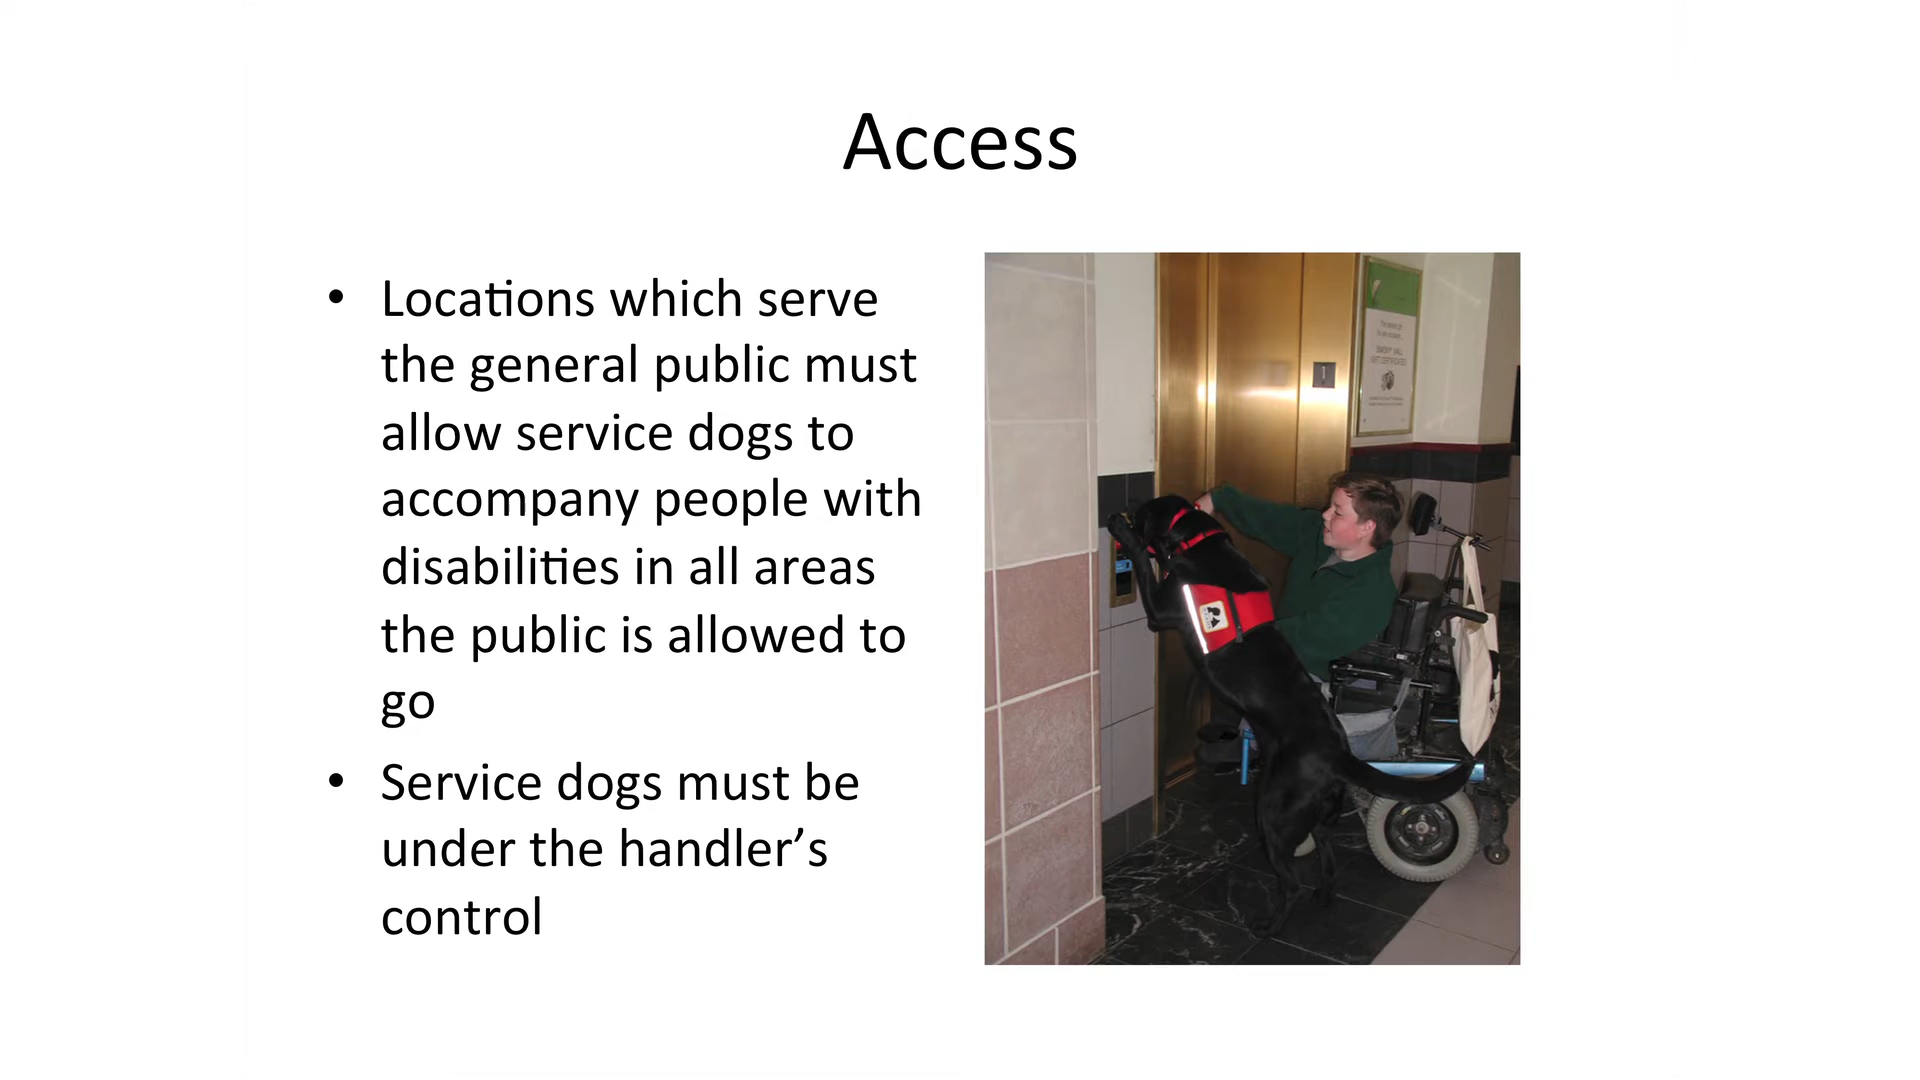 Access
• Locations which serve
the general public must
allow service dogs to
accompany people with
disabilities in all areas
the public is allowed to
go
• Service dogs must be
under the handler’s
control